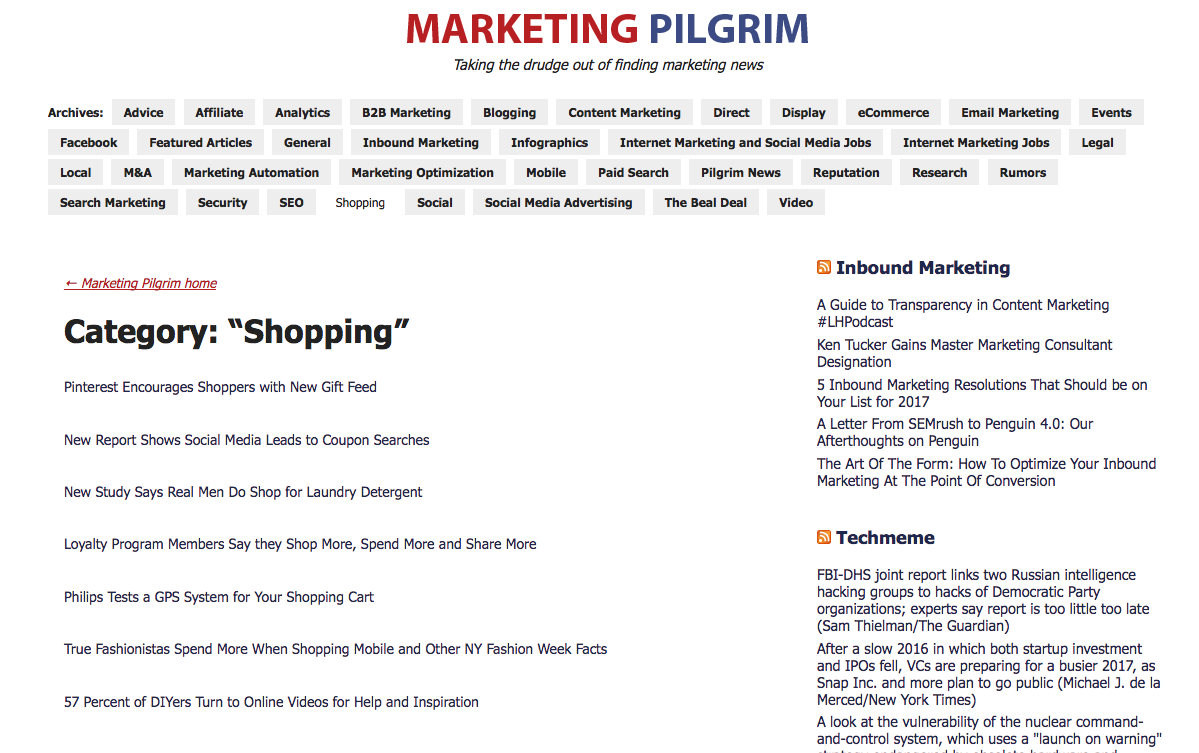 MARKETING PILGRIM
Taking the drudge out of finding marketing news
Archives: Advice Affiliate Analytics B2B Marketing Blogging Content Marketing Direct Display eCommerce Email Marketing Events
Facebook Featured Articles General Inbound Marketing Infographics Internet Marketing and Social Media Jobs Internet Marketing Jobs Legal
Local M&A Marketing Automation Marketing Optimization Mobile Paid Search Pilgrim News Reputation Research Rumors
Search Marketing Security SEO Shopping Social Social Media Advertising The Beal Deal Video
← Marketing Pilgrim home
Category: “Shopping”
Pinterest Encourages Shoppers with New Gift Feed
New Report Shows Social Media Leads to Coupon Searches
New Study Says Real Men Do Shop for Laundry Detergent
Loyalty Program Members Say they Shop More, Spend More and Share More
Philips Tests a GPS System for Your Shopping Cart
True Fashionistas Spend More When Shopping Mobile and Other NY Fashion Week Facts
57 Percent of DIYers Turn to Online Videos for Help and Inspiration
Inbound Marketing
A Guide to Transparency in Content Marketing
#LHPodcast
Ken Tucker Gains Master Marketing Consultant
Designation
5 Inbound Marketing Resolutions That Should be on
Your List for 2017
A Letter From SEMrush to Penguin 4.0: Our
Afterthoughts on Penguin
The Art Of The Form: How To Optimize Your Inbound
Marketing At The Point Of Conversion
Techmeme
FBI-DHS joint report links two Russian intelligence
hacking groups to hacks of Democratic Party
organizations; experts say report is too little too late
(Sam Thielman/The Guardian)
After a slow 2016 in which both startup investment
and IPOs fell, VCs are preparing for a busier 2017, as
Snap Inc. and more plan to go public (Michael J. de la
Merced/New York Times)
A look at the vulnerability of the nuclear command-
and-control system, which uses a "launch on warning"